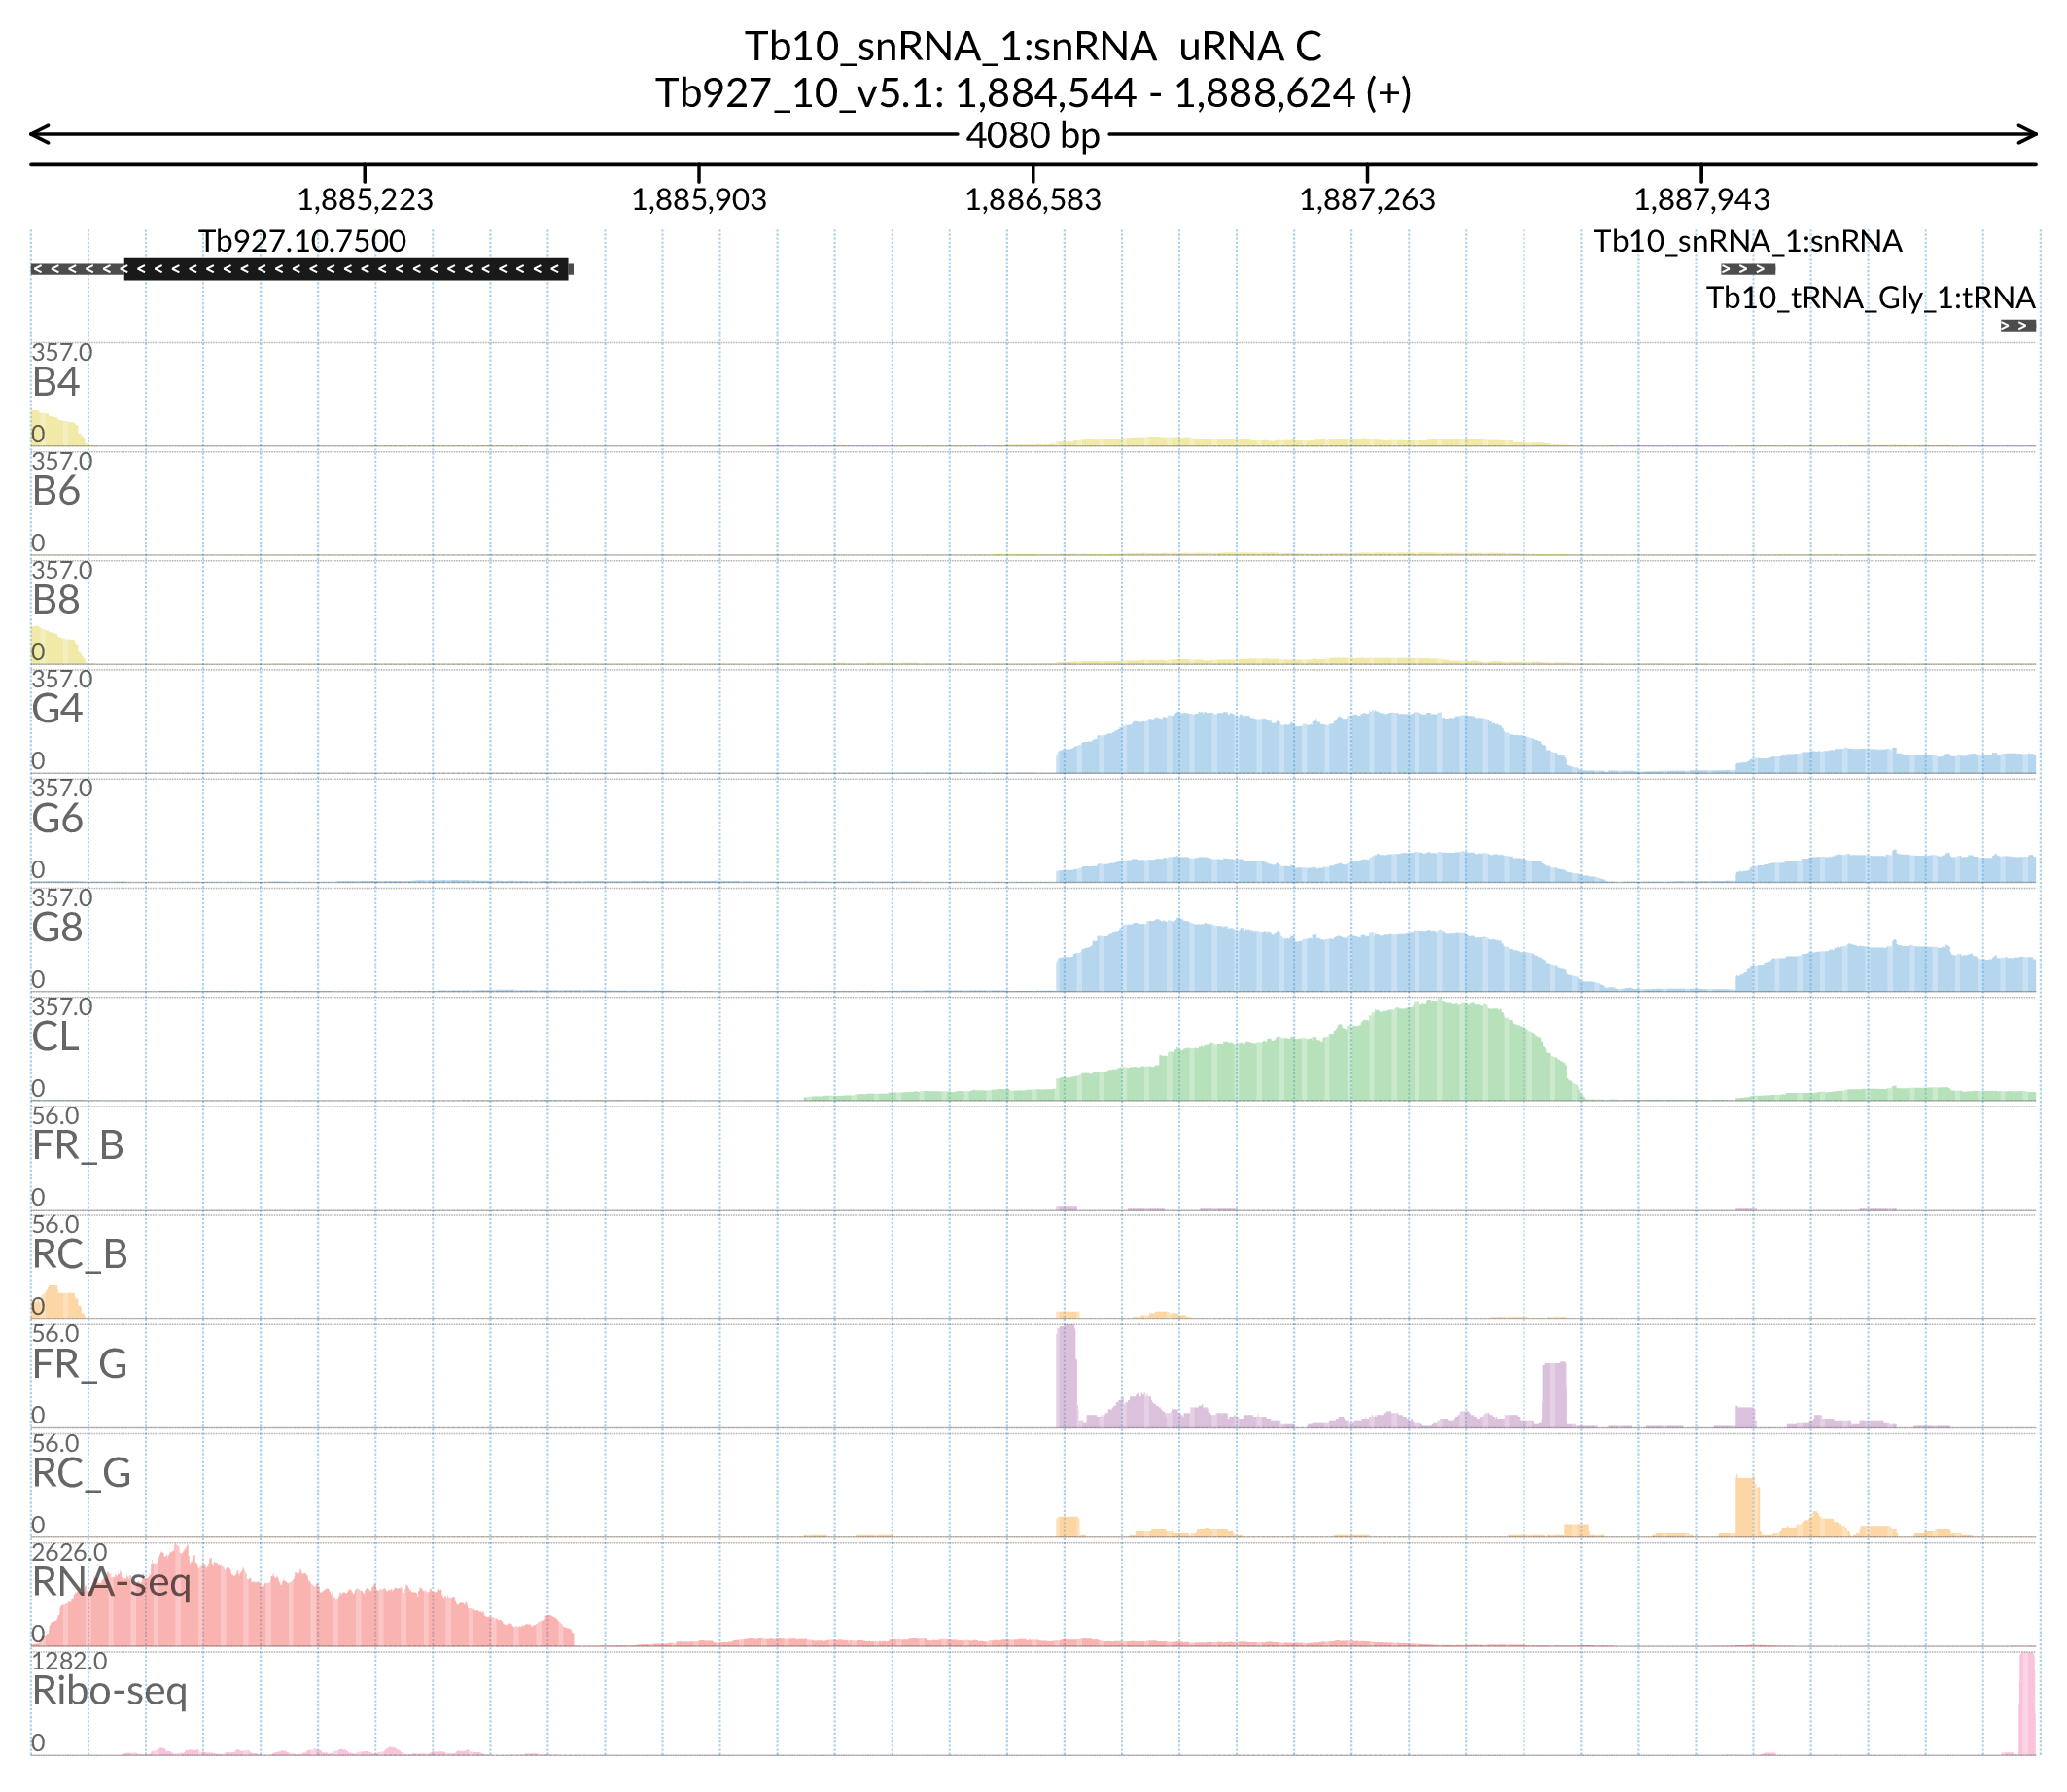 Tb10_snRNA_1:snRNA uRNA C
Tb927_10_v5.1: 1,884,544 - 1,888,624 (+)
4080 bp
1,885,223 1,885,903 1,886,583 1,887,263 1,887,943
Tb927.10.7500 Tb10_snRNA_1:snRNA
Tb10_tRNA_Gly_1:tRNA
357.0
B4
0
357.0
B6
0
357.0
B8
0
357.0
G4
0
357.0
G6
0
357.0
G8
0
357.0
CL
0
56.0
FR_B
0
56.0
RC_B
0
56.0
FR_G
0
56.0
RC_G
0
2626.0
RNA-seq
0
1282.0
Ribo-seq
0